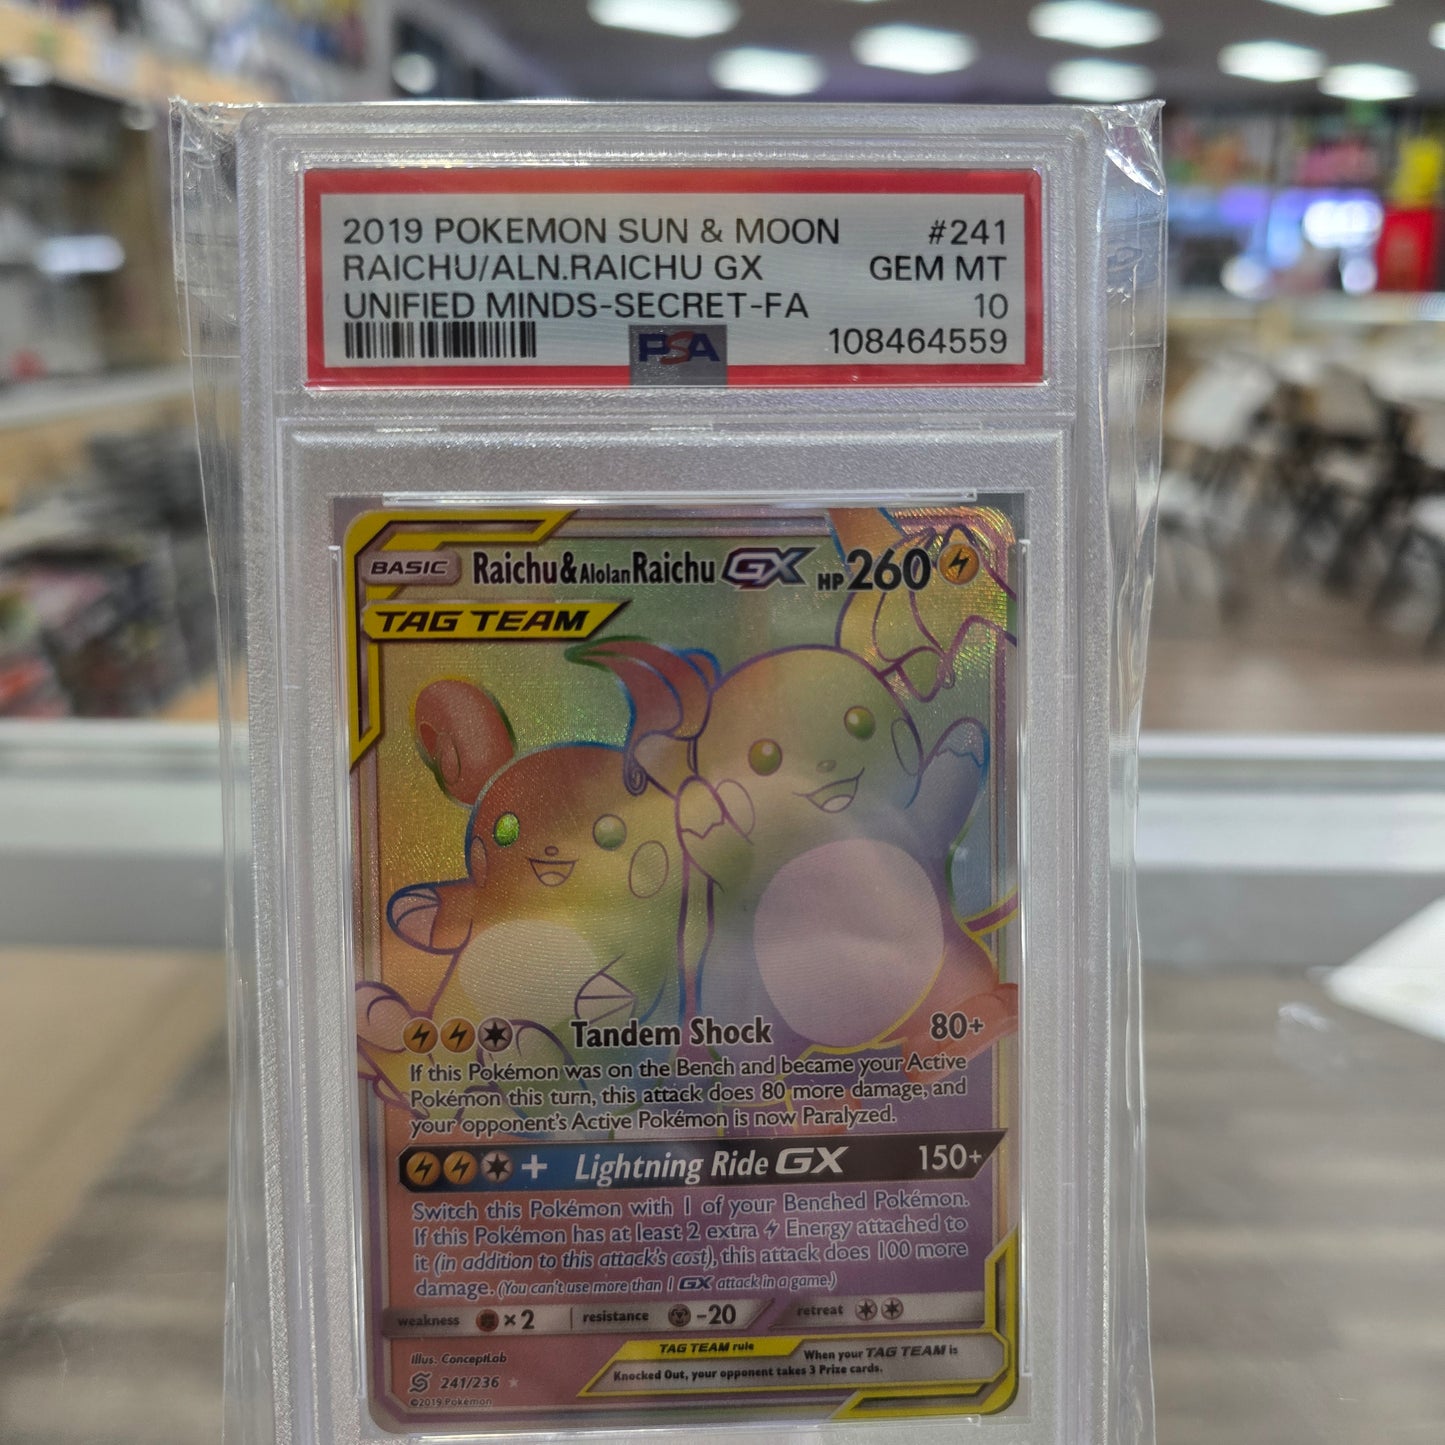 2019 POKEMON SUN & MOON #241
RAICHU/ALN.RAICHU GX GEM MT
UNIFIED MINDS-SECRET-FA 10
PSA 108464559
BASIC Raichu & Alolan Raichu GX HP 260
TAG TEAM
Tandem Shock 80+
If this Pokémon was on the Bench and became your Active
Pokémon this turn, this attack does 80 more damage, and
your opponent's Active Pokémon is now Paralyzed.
+ Lightning Ride GX 150+
Switch this Pokémon with 1 of your Benched Pokémon.
If this Pokémon has at least 2 extra Energy attached to
it (in addition to this attack's cost), this attack does 100 more
damage. (You can't use more than 1 GX attack in a game.)
weakness ×2 resistance -20 retreat
TAG TEAM rule When your TAG TEAM is
Knocked Out, your opponent takes 3 Prize cards.
Illus. ConceptLab
241/236
©2019 Pokémon